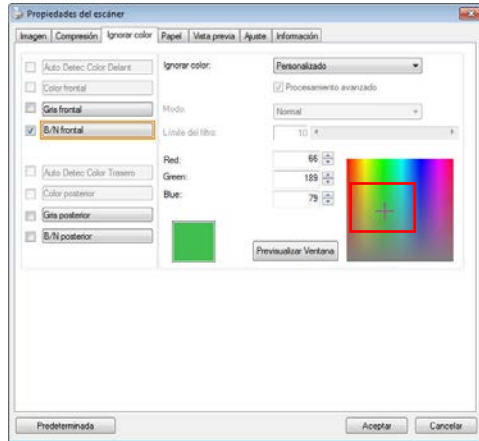 Propiedades del escáner
Imagen Compresión Ignorar color Papel Vista previa Ajuste Información
Auto Detec Color Delant
Color frontal
Gris frontal
B/N frontal
Auto Detec Color Trasero
Color posterior
Gris posterior
B/N posterior
Ignorar color: Personalizado
Procesamiento avanzado
Modo: Normal
Límite del filtro: 10
Red: 66
Green: 189
Blue: 79
Previsualizar Ventana
Predeterminada Aceptar Cancelar